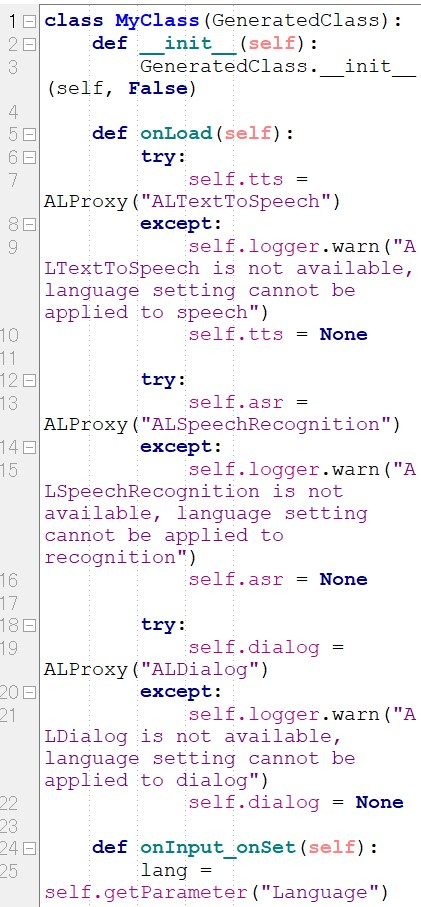 1 class MyClass(GeneratedClass):
2     def __init__(self):
3         GeneratedClass.__init__
(self, False)
4
5     def onLoad(self):
6         try:
7             self.tts =
ALProxy("ALTextToSpeech")
8         except:
9             self.logger.warn("A
LTextToSpeech is not available,
language setting cannot be
applied to speech")
10             self.tts = None
11
12         try:
13             self.asr =
ALProxy("ALSpeechRecognition")
14         except:
15             self.logger.warn("A
LSpeechRecognition is not
available, language setting
cannot be applied to
recognition")
16             self.asr = None
17
18         try:
19             self.dialog =
ALProxy("ALDialog")
20         except:
21             self.logger.warn("A
LDialog is not available,
language setting cannot be
applied to dialog")
22             self.dialog = None
23
24     def onInput_onSet(self):
25         lang =
self.getParameter("Language")